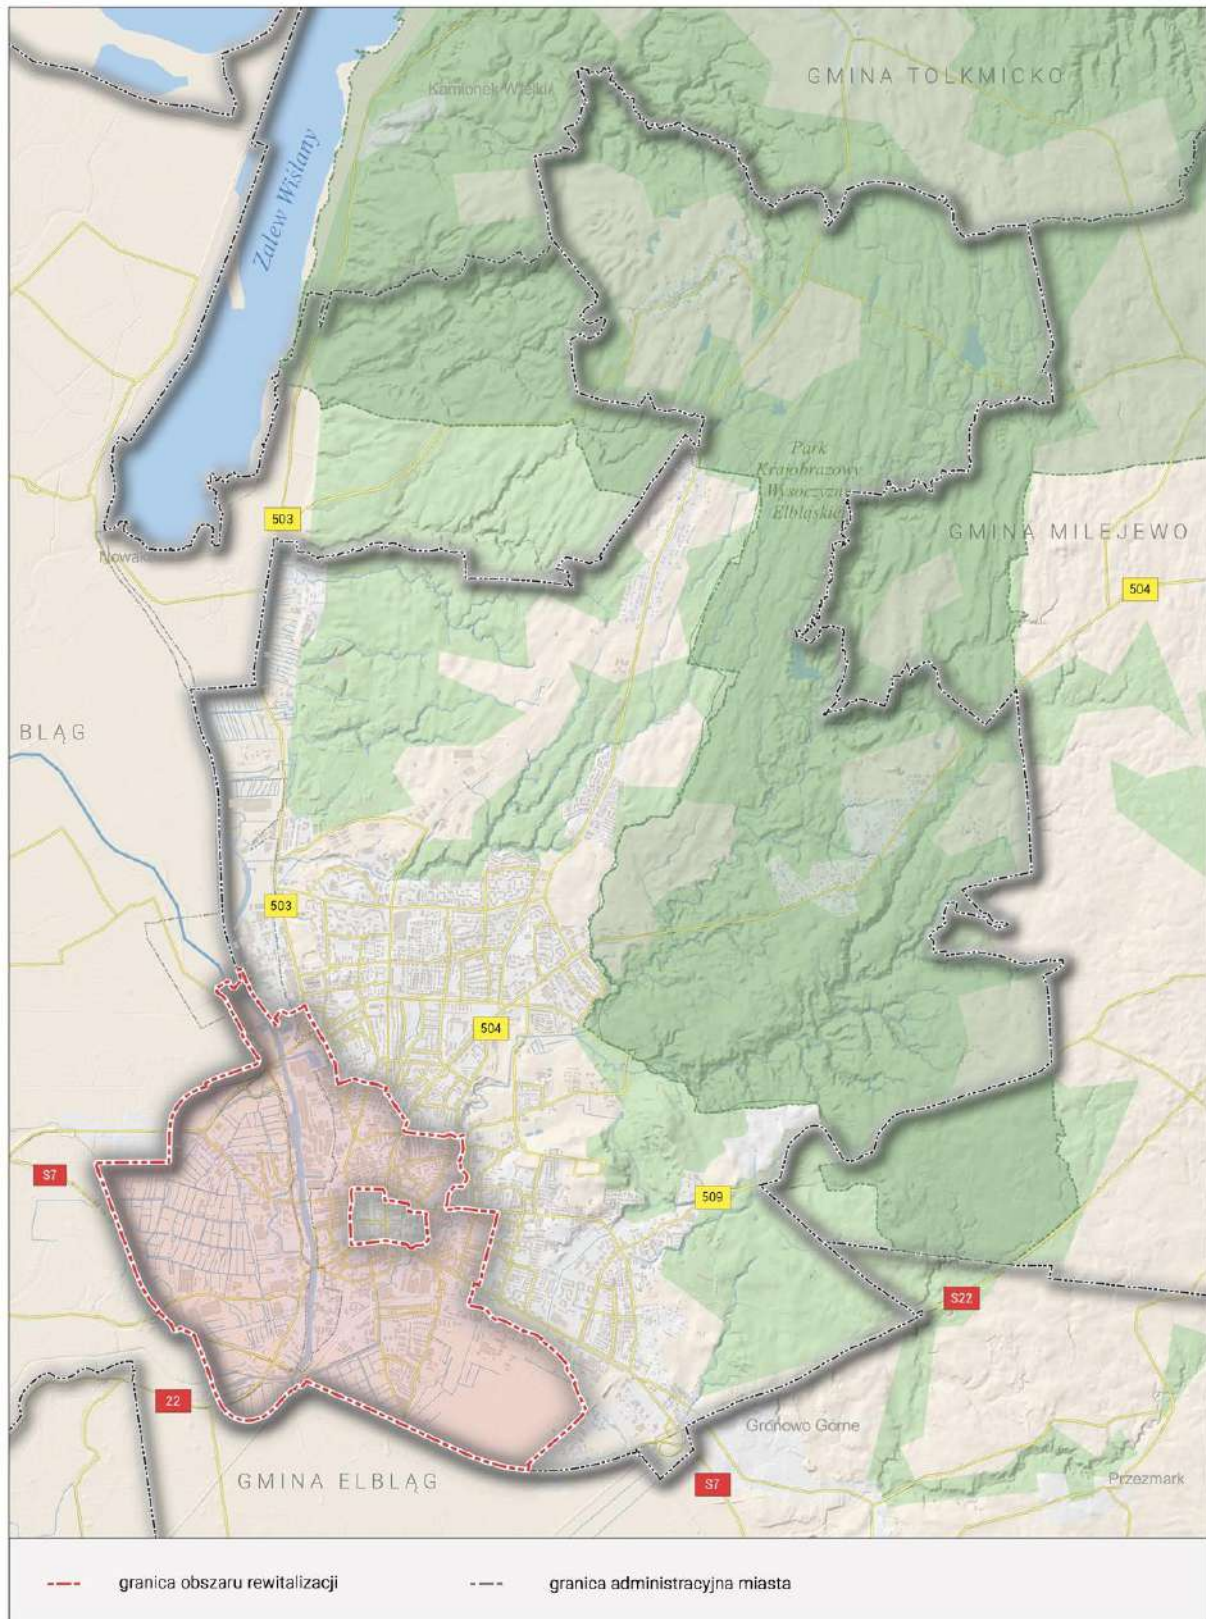 GMINA TOLKMICKO
Kamionek Wielki
Zalew Wiślany
Park
Krajobrazowy
Wysoczyzny
Elbląskiej
503
GMINA MILEJEWO
504
BLĄG
503
504
S7
509
S22
22
Gronowo Górne
GMINA ELBLĄG
S7
Przezmark
granica obszaru rewitalizacji
granica administracyjna miasta